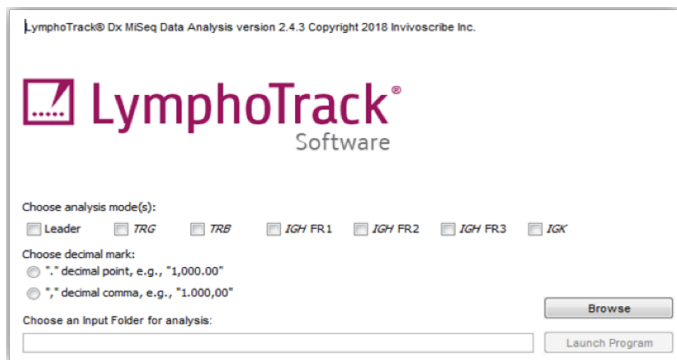 LymphoTrack® Dx MiSeq Data Analysis version 2.4.3 Copyright 2018 Invivoscribe Inc.
LymphoTrack®
Software
Choose analysis mode(s):
Leader TRG TRB IGH FR1 IGH FR2 IGH FR3 IGK
Choose decimal mark:
"." decimal point, e.g., "1,000.00"
"," decimal comma, e.g., "1.000,00"
Browse
Choose an Input Folder for analysis:
Launch Program